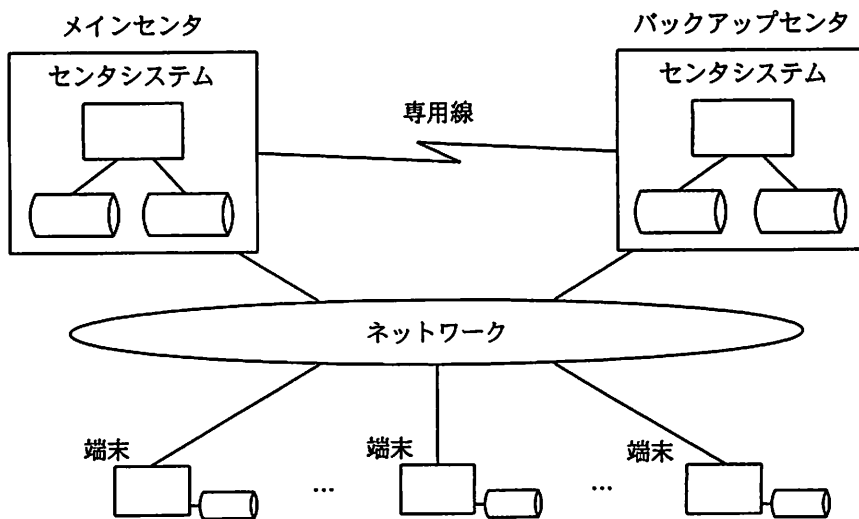 メインセンタ
バックアップセンタ
センタシステム
センタシステム
専用線
ネットワーク
端末
端末
端末
…
…